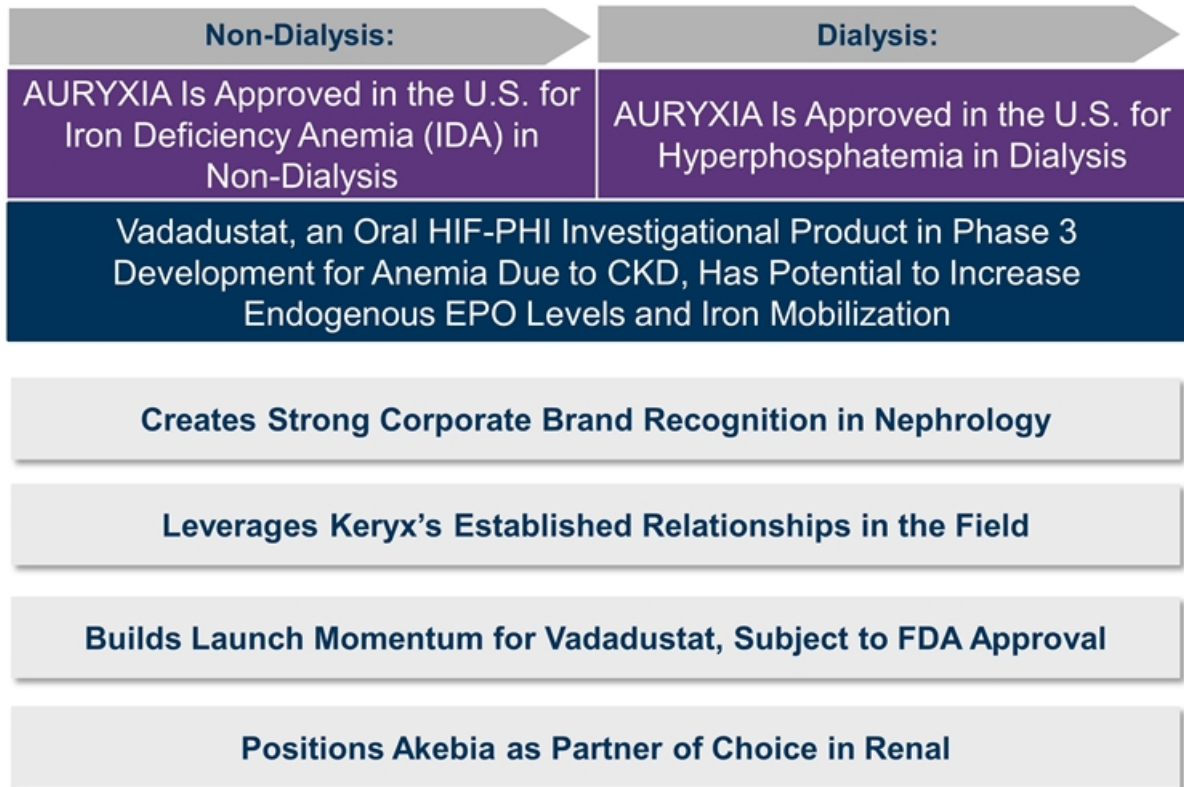 Non-Dialysis:
Dialysis:
AURYXIA Is Approved in the U.S. for
Iron Deficiency Anemia (IDA) in
Non-Dialysis
AURYXIA Is Approved in the U.S. for
Hyperphosphatemia in Dialysis
Vadadustat, an Oral HIF-PHI Investigational Product in Phase 3
Development for Anemia Due to CKD, Has Potential to Increase
Endogenous EPO Levels and Iron Mobilization
Creates Strong Corporate Brand Recognition in Nephrology
Leverages Keryx’s Established Relationships in the Field
Builds Launch Momentum for Vadadustat, Subject to FDA Approval
Positions Akebia as Partner of Choice in Renal